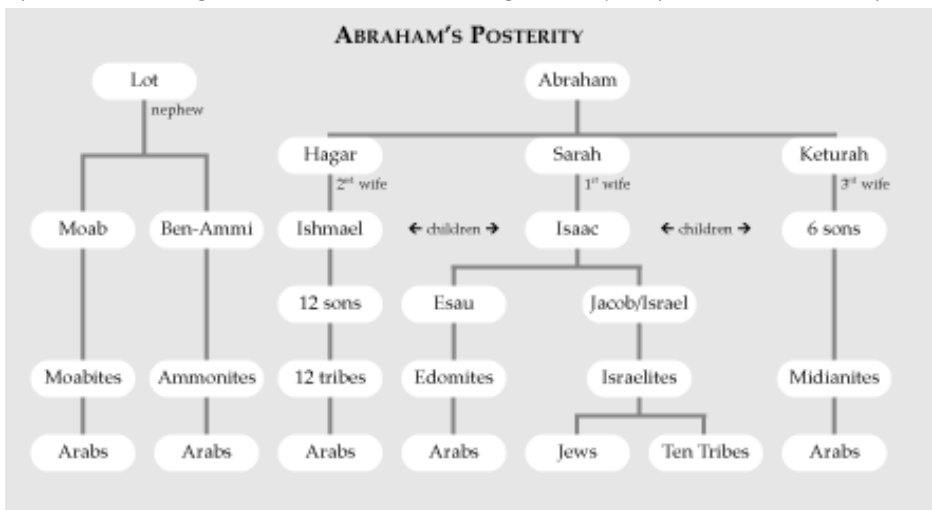 ABRAHAM'S POSTERITY
Lot
Abraham
nephew
Hagar
Sarah
Keturah
2nd wife
1st wife
3rd wife
Moab
Ben-Ammi
Ishmael
← children →
Isaac
← children →
6 sons
12 sons
Esau
Jacob/Israel
Moabites
Ammonites
12 tribes
Edomites
Israelites
Midianites
Arabs
Arabs
Arabs
Arabs
Jews
Ten Tribes
Arabs